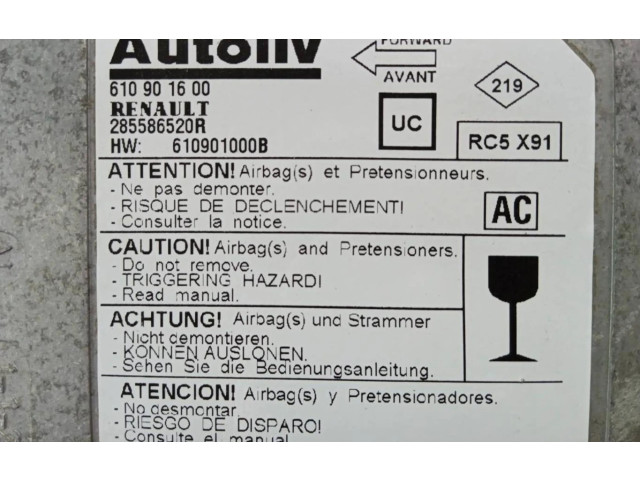 Autoliv
FORWARD
AVANT
610 90 16 00
RENAULT
285586520R
HW: 610901000B
219
UC
RC5 X91
ATTENTION! Airbag(s) et Pretensionneurs.
- Ne pas demonter.
- RISQUE DE DECLENCHEMENT!
- Consulter la notice.
AC
CAUTION! Airbag(s) and Pretensioners.
- Do not remove.
- TRIGGERING HAZARD!
- Read manual.
ACHTUNG! Airbag(s) und Strammer
- Nicht demontieren.
- KONNEN AUSLONEN.
- Sehen Sie die Bedienungsanleitung.
ATENCION! Airbag(s) y Pretensionadores.
- No desmontar.
- RIESGO DE DISPARO!
- Consulte el manual.